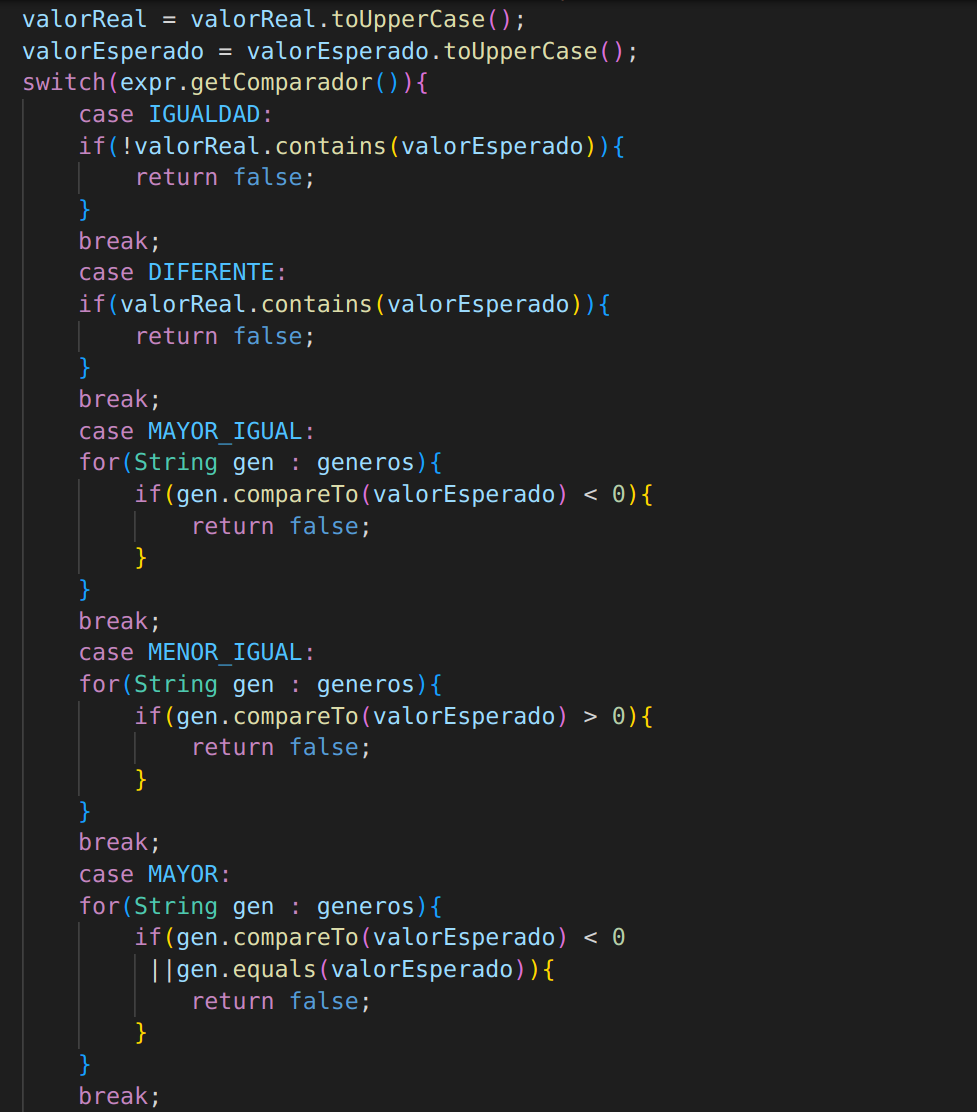 valorReal = valorReal.toUpperCase();
valorEsperado = valorEsperado.toUpperCase();
switch(expr.getComparador()){
    case IGUALDAD:
    if(!valorReal.contains(valorEsperado)){
        return false;
    }
    break;
    case DIFERENTE:
    if(valorReal.contains(valorEsperado)){
        return false;
    }
    break;
    case MAYOR_IGUAL:
    for(String gen : generos){
        if(gen.compareTo(valorEsperado) < 0){
            return false;
        }
    }
    break;
    case MENOR_IGUAL:
    for(String gen : generos){
        if(gen.compareTo(valorEsperado) > 0){
            return false;
        }
    }
    break;
    case MAYOR:
    for(String gen : generos){
        if(gen.compareTo(valorEsperado) < 0
         ||gen.equals(valorEsperado)){
            return false;
        }
    }
    break;